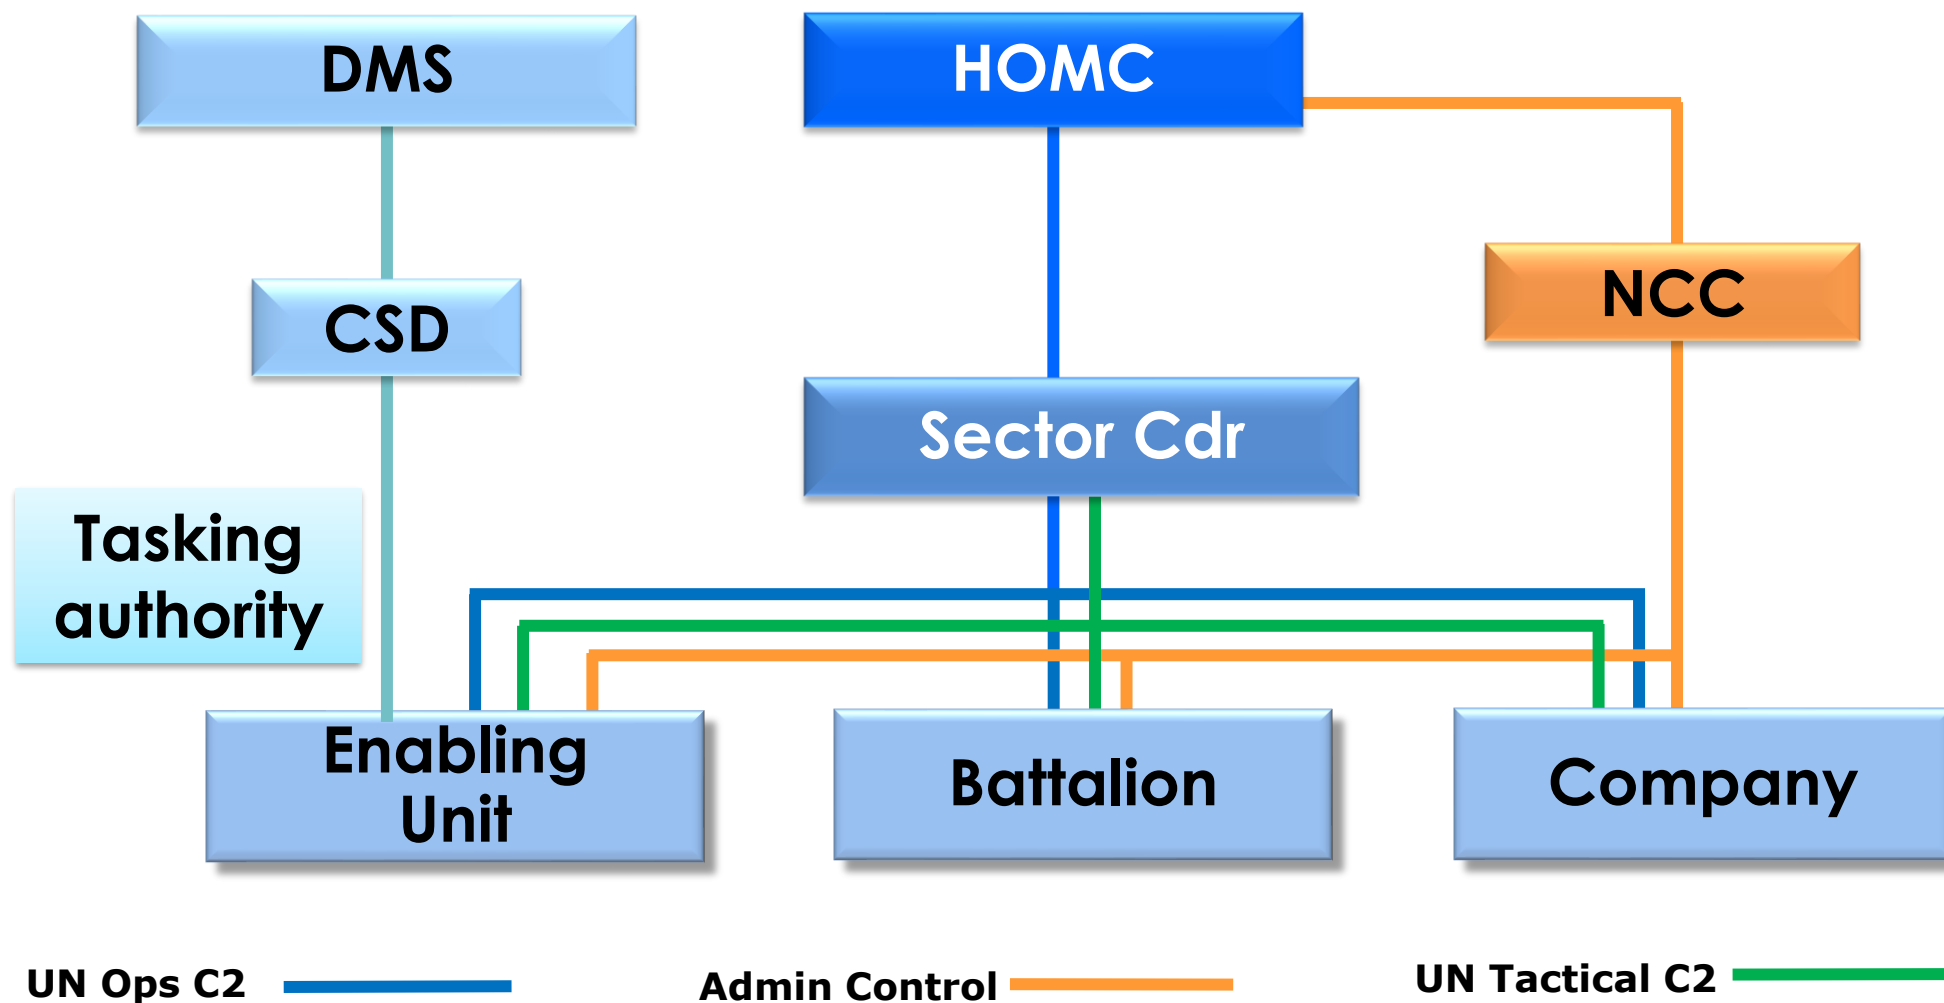 DMS
HOMC
NCC
CSD
Sector Cdr
Tasking
authority
Enabling
Unit
Battalion
Company
UN Ops C2
Admin Control
UN Tactical C2